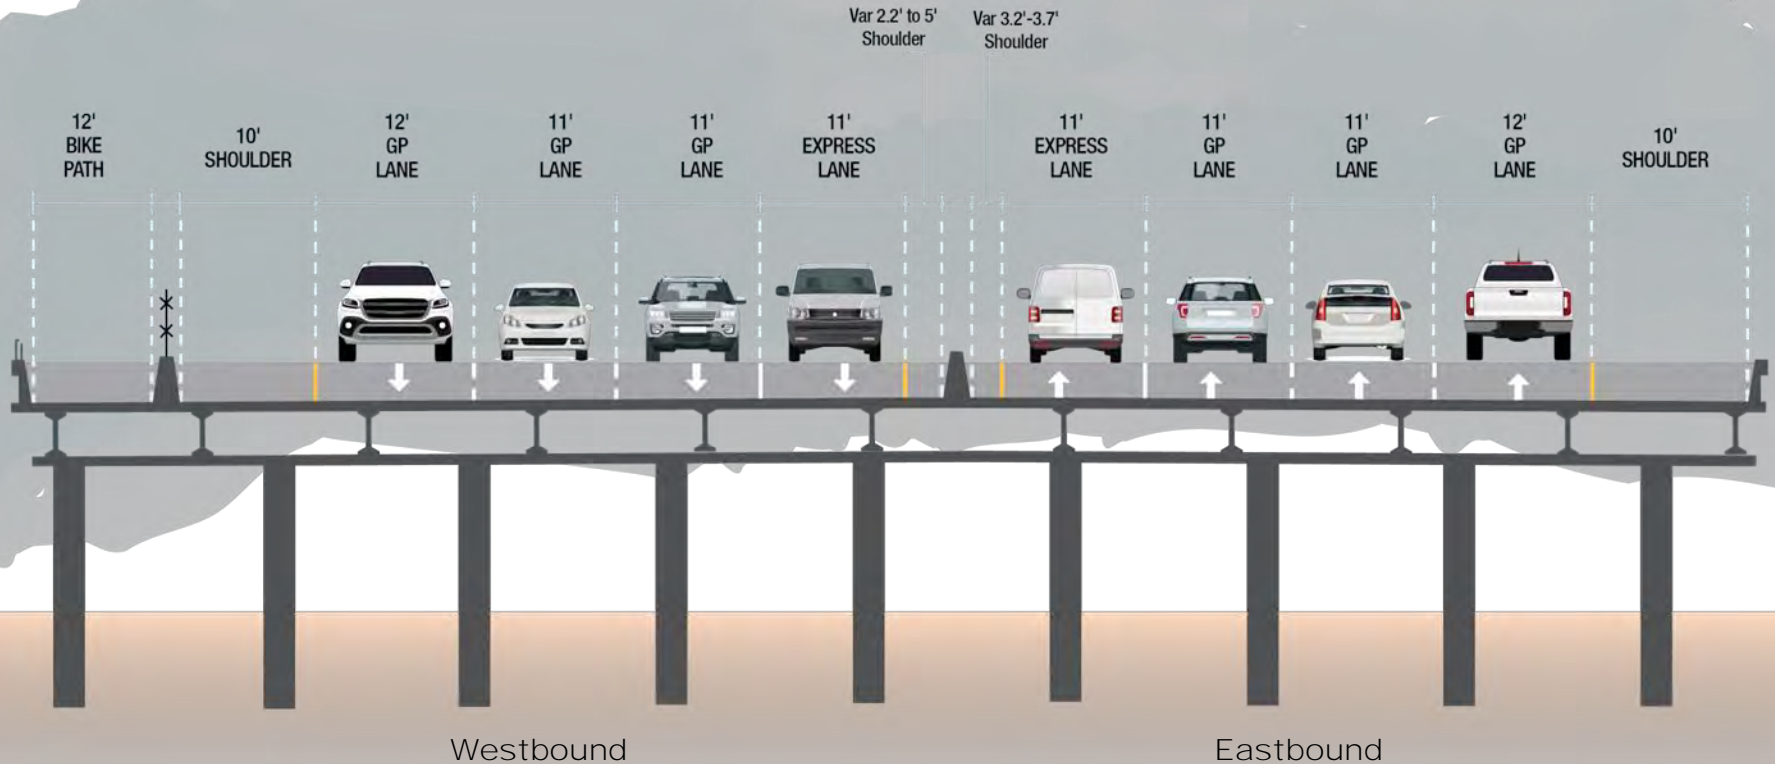 Var 2.2' to 5'
Shoulder
Var 3.2'-3.7'
Shoulder
12'
BIKE
PATH
10'
SHOULDER
12'
GP
LANE
11'
GP
LANE
11'
GP
LANE
11'
EXPRESS
LANE
11'
EXPRESS
LANE
11'
GP
LANE
11'
GP
LANE
12'
GP
LANE
10'
SHOULDER
Westbound
Eastbound